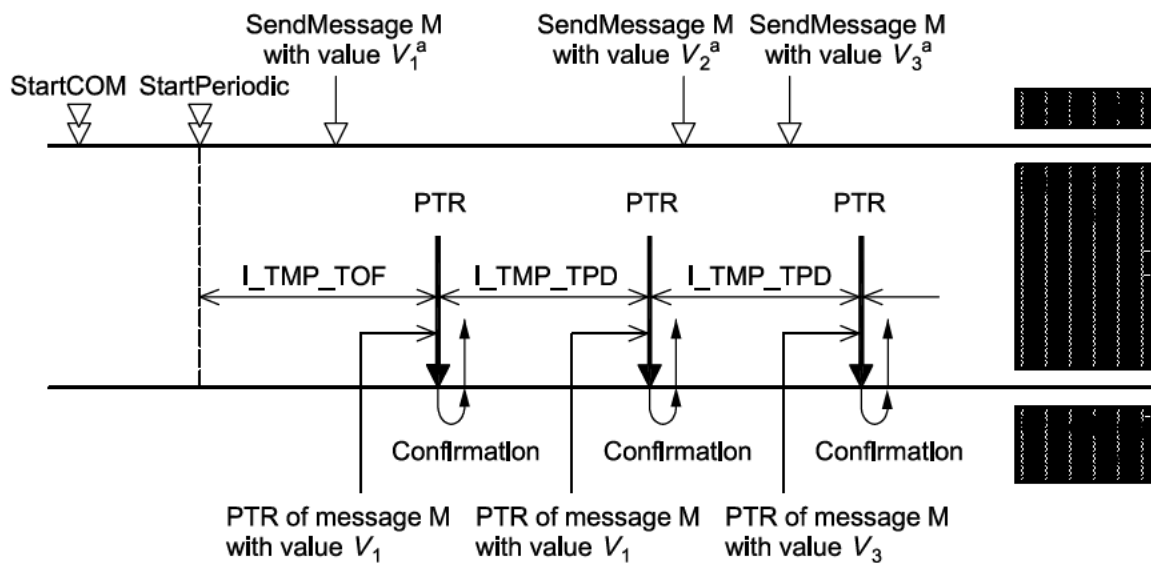 SendMessage M
with value V₁ᵃ
SendMessage M
with value V₂ᵃ
SendMessage M
with value V₃ᵃ
StartCOM
StartPeriodic
PTR
PTR
PTR
I_TMP_TOF
I_TMP_TPD
I_TMP_TPD
Confirmation
Confirmation
Confirmation
PTR of message M
with value V₁
PTR of message M
with value V₁
PTR of message M
with value V₃